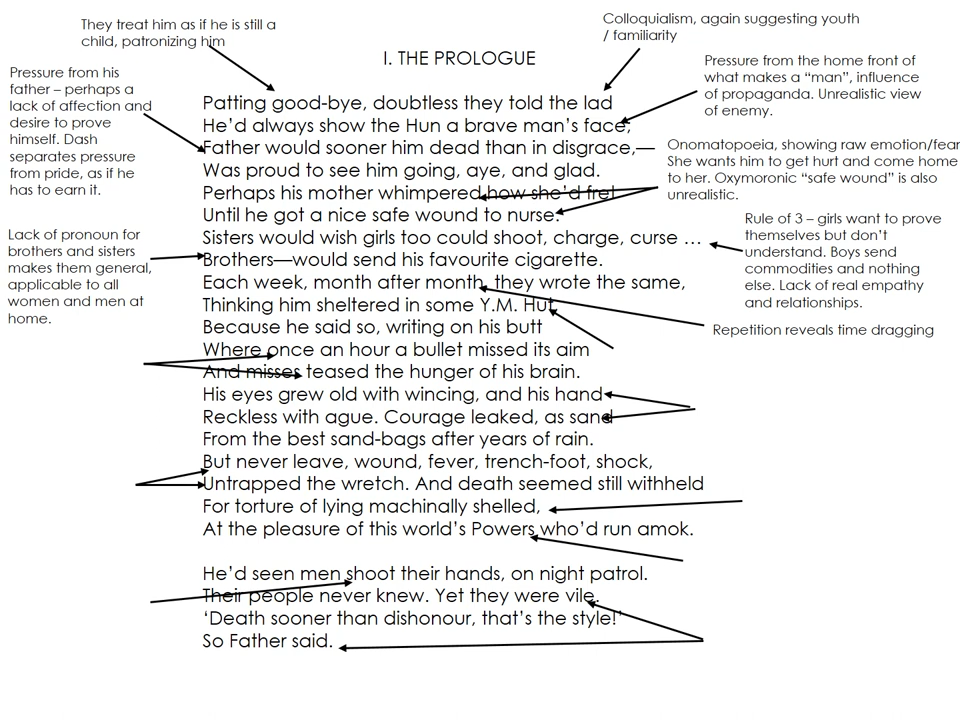 They treat him as if he is still a
child, patronizing him
Colloquialism, again suggesting youth
/ familiarity
I. THE PROLOGUE
Pressure from the home front of
what makes a “man”, influence
of propaganda. Unrealistic view
of enemy.
Pressure from his
father – perhaps a
lack of affection and
desire to prove
himself. Dash
separates pressure
from pride, as if he
has to earn it.
Onomatopoeia, showing raw emotion/fear
She wants him to get hurt and come home
to her. Oxymoronic “safe wound” is also
unrealistic.
Rule of 3 – girls want to prove
themselves but don’t
understand. Boys send
commodities and nothing
else. Lack of real empathy
and relationships.
Lack of pronoun for
brothers and sisters
makes them general,
applicable to all
women and men at
home.
Repetition reveals time dragging
Patting good-bye, doubtless they told the lad
He’d always show the Hun a brave man’s face;
Father would sooner him dead than in disgrace,—
Was proud to see him going, aye, and glad.
Perhaps his mother whimpered how she’d fret
Until he got a nice safe wound to nurse.
Sisters would wish girls too could shoot, charge, curse …
Brothers—would send his favourite cigarette.
Each week, month after month, they wrote the same,
Thinking him sheltered in some Y.M. Hut,
Because he said so, writing on his butt
Where once an hour a bullet missed its aim
And misses teased the hunger of his brain.
His eyes grew old with wincing, and his hand
Reckless with ague. Courage leaked, as sand
From the best sand-bags after years of rain.
But never leave, wound, fever, trench-foot, shock,
Untrapped the wretch. And death seemed still withheld
For torture of lying machinally shelled,
At the pleasure of this world’s Powers who’d run amok.
He’d seen men shoot their hands, on night patrol.
Their people never knew. Yet they were vile.
‘Death sooner than dishonour, that’s the style!’
So Father said.